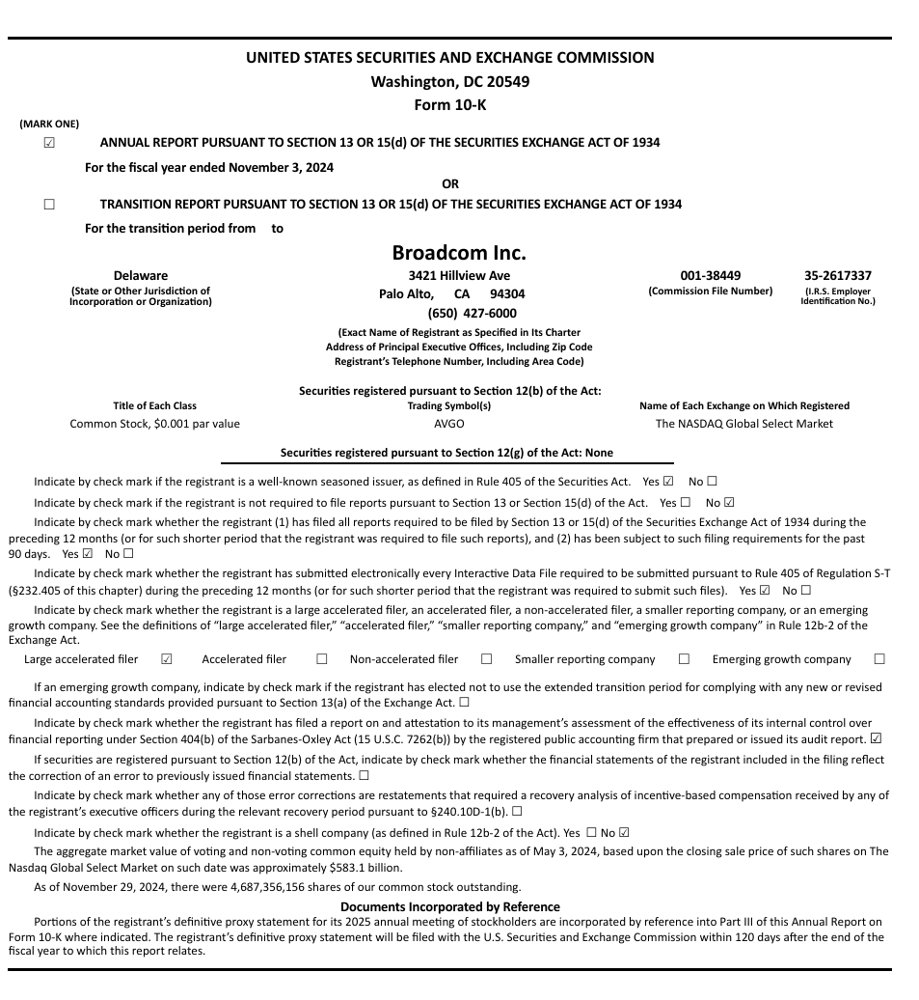 UNITED STATES SECURITIES AND EXCHANGE COMMISSION
Washington, DC 20549
Form 10-K
(MARK ONE)
☑ ANNUAL REPORT PURSUANT TO SECTION 13 OR 15(d) OF THE SECURITIES EXCHANGE ACT OF 1934
For the fiscal year ended November 3, 2024
OR
☐ TRANSITION REPORT PURSUANT TO SECTION 13 OR 15(d) OF THE SECURITIES EXCHANGE ACT OF 1934
For the transition period from to
Broadcom Inc.
Delaware 3421 Hillview Ave 001-38449 35-2617337
(State or Other Jurisdiction of Palo Alto, CA 94304 (Commission File Number) (I.R.S. Employer
Incorporation or Organization) Identification No.)
(650) 427-6000
(Exact Name of Registrant as Specified in Its Charter
Address of Principal Executive Offices, Including Zip Code
Registrant's Telephone Number, Including Area Code)
Securities registered pursuant to Section 12(b) of the Act:
Title of Each Class Trading Symbol(s) Name of Each Exchange on Which Registered
Common Stock, $0.001 par value AVGO The NASDAQ Global Select Market
Securities registered pursuant to Section 12(g) of the Act: None
Indicate by check mark if the registrant is a well-known seasoned issuer, as defined in Rule 405 of the Securities Act. Yes ☑ No ☐
Indicate by check mark if the registrant is not required to file reports pursuant to Section 13 or Section 15(d) of the Act. Yes ☐ No ☑
Indicate by check mark whether the registrant (1) has filed all reports required to be filed by Section 13 or 15(d) of the Securities Exchange Act of 1934 during the
preceding 12 months (or for such shorter period that the registrant was required to file such reports), and (2) has been subject to such filing requirements for the past
90 days. Yes ☑ No ☐
Indicate by check mark whether the registrant has submitted electronically every Interactive Data File required to be submitted pursuant to Rule 405 of Regulation S-T
(§232.405 of this chapter) during the preceding 12 months (or for such shorter period that the registrant was required to submit such files). Yes ☑ No ☐
Indicate by check mark whether the registrant is a large accelerated filer, an accelerated filer, a non-accelerated filer, a smaller reporting company, or an emerging
growth company. See the definitions of “large accelerated filer,” “accelerated filer,” “smaller reporting company,” and “emerging growth company” in Rule 12b-2 of the
Exchange Act.
Large accelerated filer ☑ Accelerated filer ☐ Non-accelerated filer ☐ Smaller reporting company ☐ Emerging growth company ☐
If an emerging growth company, indicate by check mark if the registrant has elected not to use the extended transition period for complying with any new or revised
financial accounting standards provided pursuant to Section 13(a) of the Exchange Act. ☐
Indicate by check mark whether the registrant has filed a report on and attestation to its management's assessment of the effectiveness of its internal control over
financial reporting under Section 404(b) of the Sarbanes-Oxley Act (15 U.S.C. 7262(b)) by the registered public accounting firm that prepared or issued its audit report. ☑
If securities are registered pursuant to Section 12(b) of the Act, indicate by check mark whether the financial statements of the registrant included in the filing reflect
the correction of an error to previously issued financial statements. ☐
Indicate by check mark whether any of those error corrections are restatements that required a recovery analysis of incentive-based compensation received by any of
the registrant's executive officers during the relevant recovery period pursuant to §240.10D-1(b). ☐
Indicate by check mark whether the registrant is a shell company (as defined in Rule 12b-2 of the Act). Yes ☐ No ☑
The aggregate market value of voting and non-voting common equity held by non-affiliates as of May 3, 2024, based upon the closing sale price of such shares on The
Nasdaq Global Select Market on such date was approximately $583.1 billion.
As of November 29, 2024, there were 4,687,356,156 shares of our common stock outstanding.
Documents Incorporated by Reference
Portions of the registrant's definitive proxy statement for its 2025 annual meeting of stockholders are incorporated by reference into Part III of this Annual Report on
Form 10-K where indicated. The registrant's definitive proxy statement will be filed with the U.S. Securities and Exchange Commission within 120 days after the end of the
fiscal year to which this report relates.